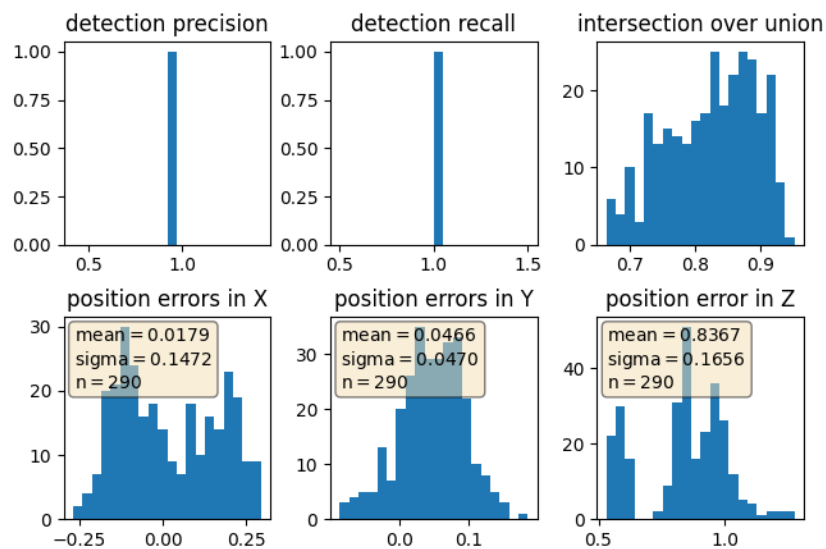 detection precision
detection recall
intersection over union
1.00
0.75
0.50
0.25
0.00
0.5
1.0
1.00
0.75
0.50
0.25
0.00
0.5
1.0
1.5
20
10
0
0.7
0.8
0.9
position errors in X
position errors in Y
position error in Z
30
20
10
0
mean = 0.0179
sigma = 0.1472
n = 290
−0.25
0.00
0.25
30
20
10
0
mean = 0.0466
sigma = 0.0470
n = 290
0.0
0.1
40
20
0
mean = 0.8367
sigma = 0.1656
n = 290
0.5
1.0